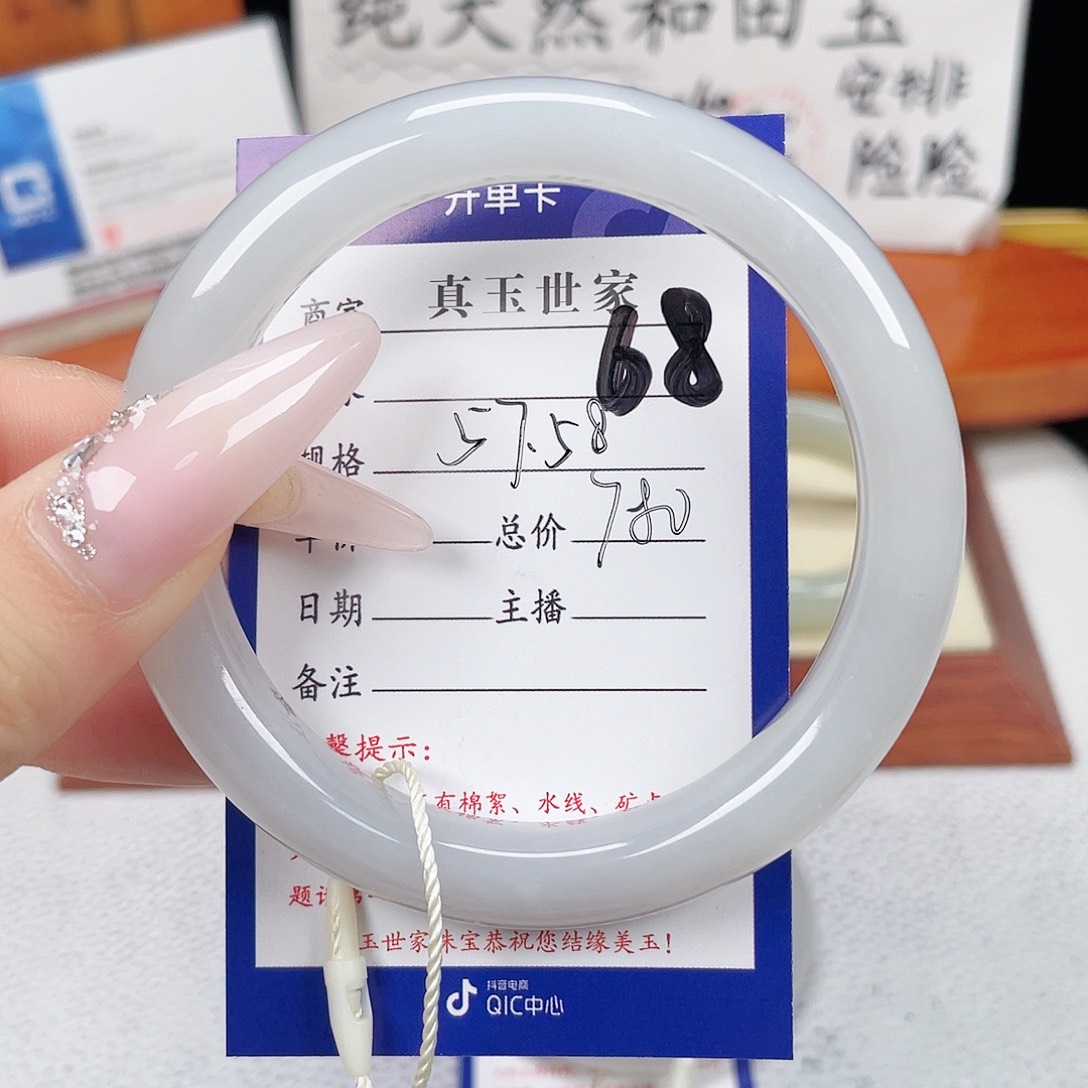 纯天然和田玉
安排
险险
开单卡
商家 真玉世家
68
规格 57.58
总价 780
日期 主播
备注
馨提示：
有棉絮、水线、矿
题
玉世家珠宝恭祝您结缘美玉！
抖音电商
QIC中心